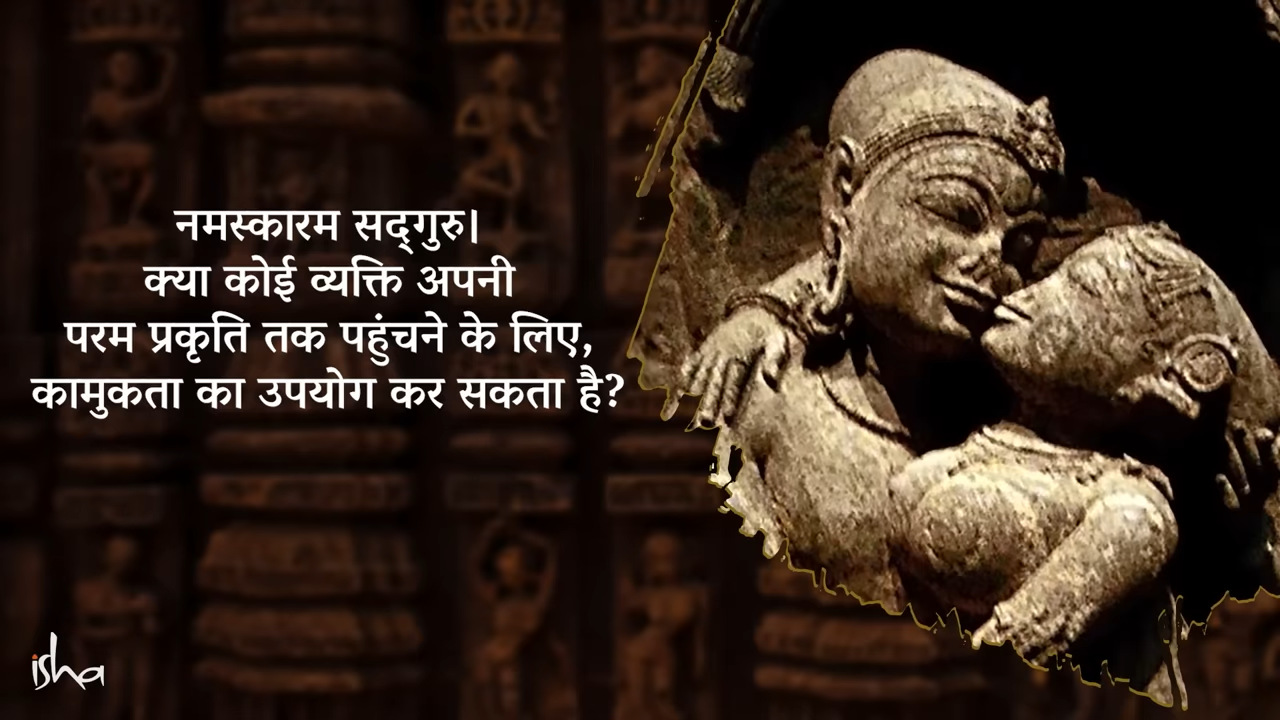 नमस्कारम सद्‌गुरु।
क्या कोई व्यक्ति अपनी
परम प्रकृति तक पहुंचने के लिए,
कामुकता का उपयोग कर सकता है?
isha